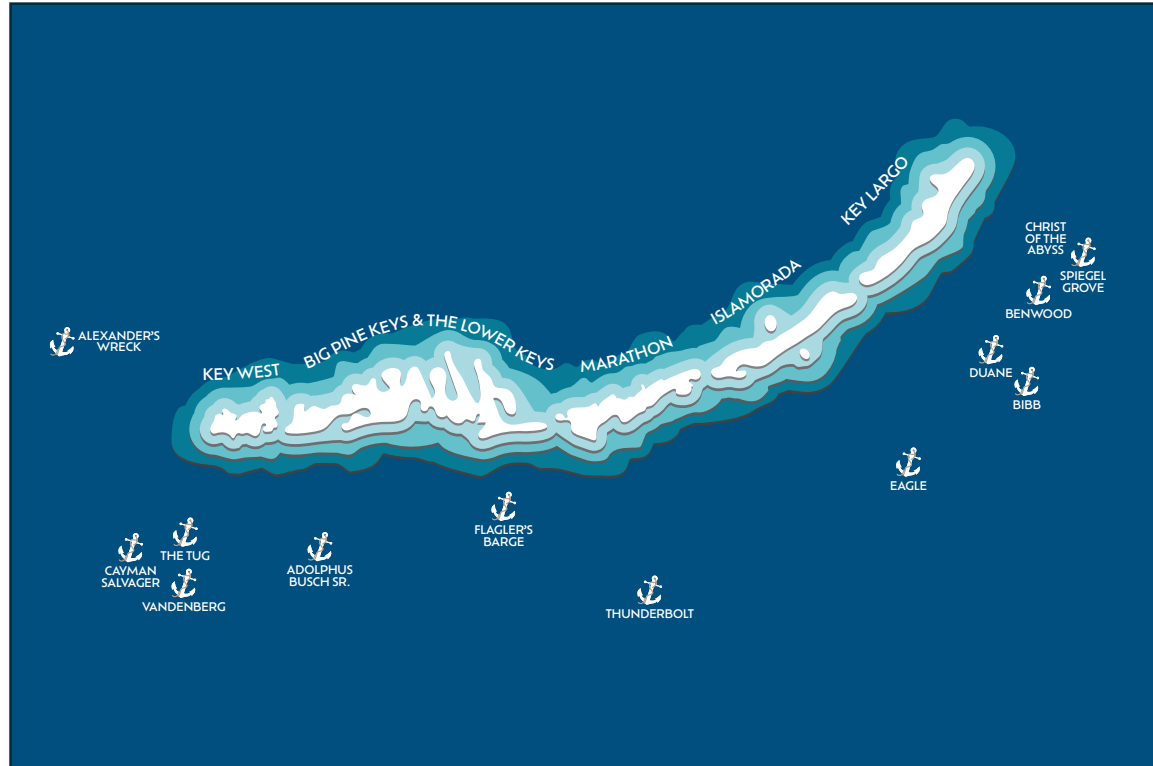 KEY LARGO
CHRIST
OF THE
ABYSS
SPIEGEL
GROVE
BENWOOD
ISLAMORADA
ALEXANDER'S
WRECK
BIG PINE KEYS & THE LOWER KEYS
MARATHON
KEY WEST
DUANE
BIBB
EAGLE
FLAGLER'S
BARGE
THE TUG
CAYMAN
SALVAGER
ADOLPHUS
BUSCH SR.
VANDENBERG
THUNDERBOLT